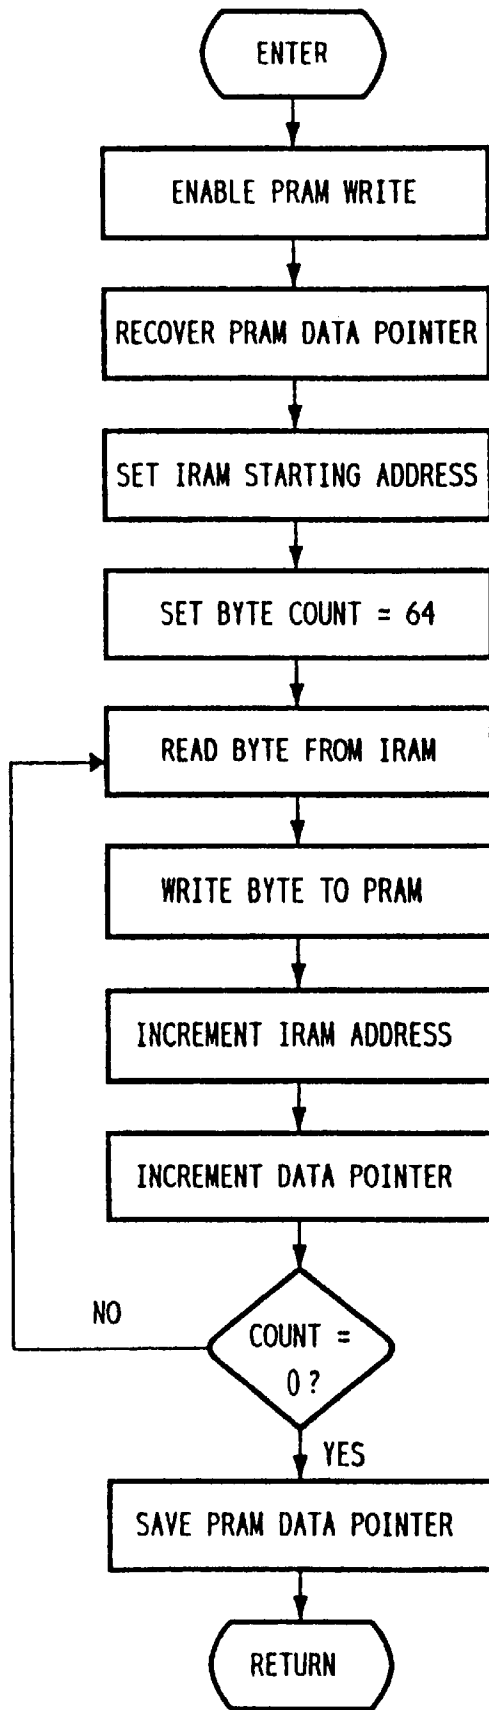 ENTER
ENABLE PRAM WRITE
RECOVER PRAM DATA POINTER
SET IRAM STARTING ADDRESS
SET BYTE COUNT = 64
READ BYTE FROM IRAM
WRITE BYTE TO PRAM
INCREMENT IRAM ADDRESS
INCREMENT DATA POINTER
NO
COUNT =
0?
YES
SAVE PRAM DATA POINTER
RETURN